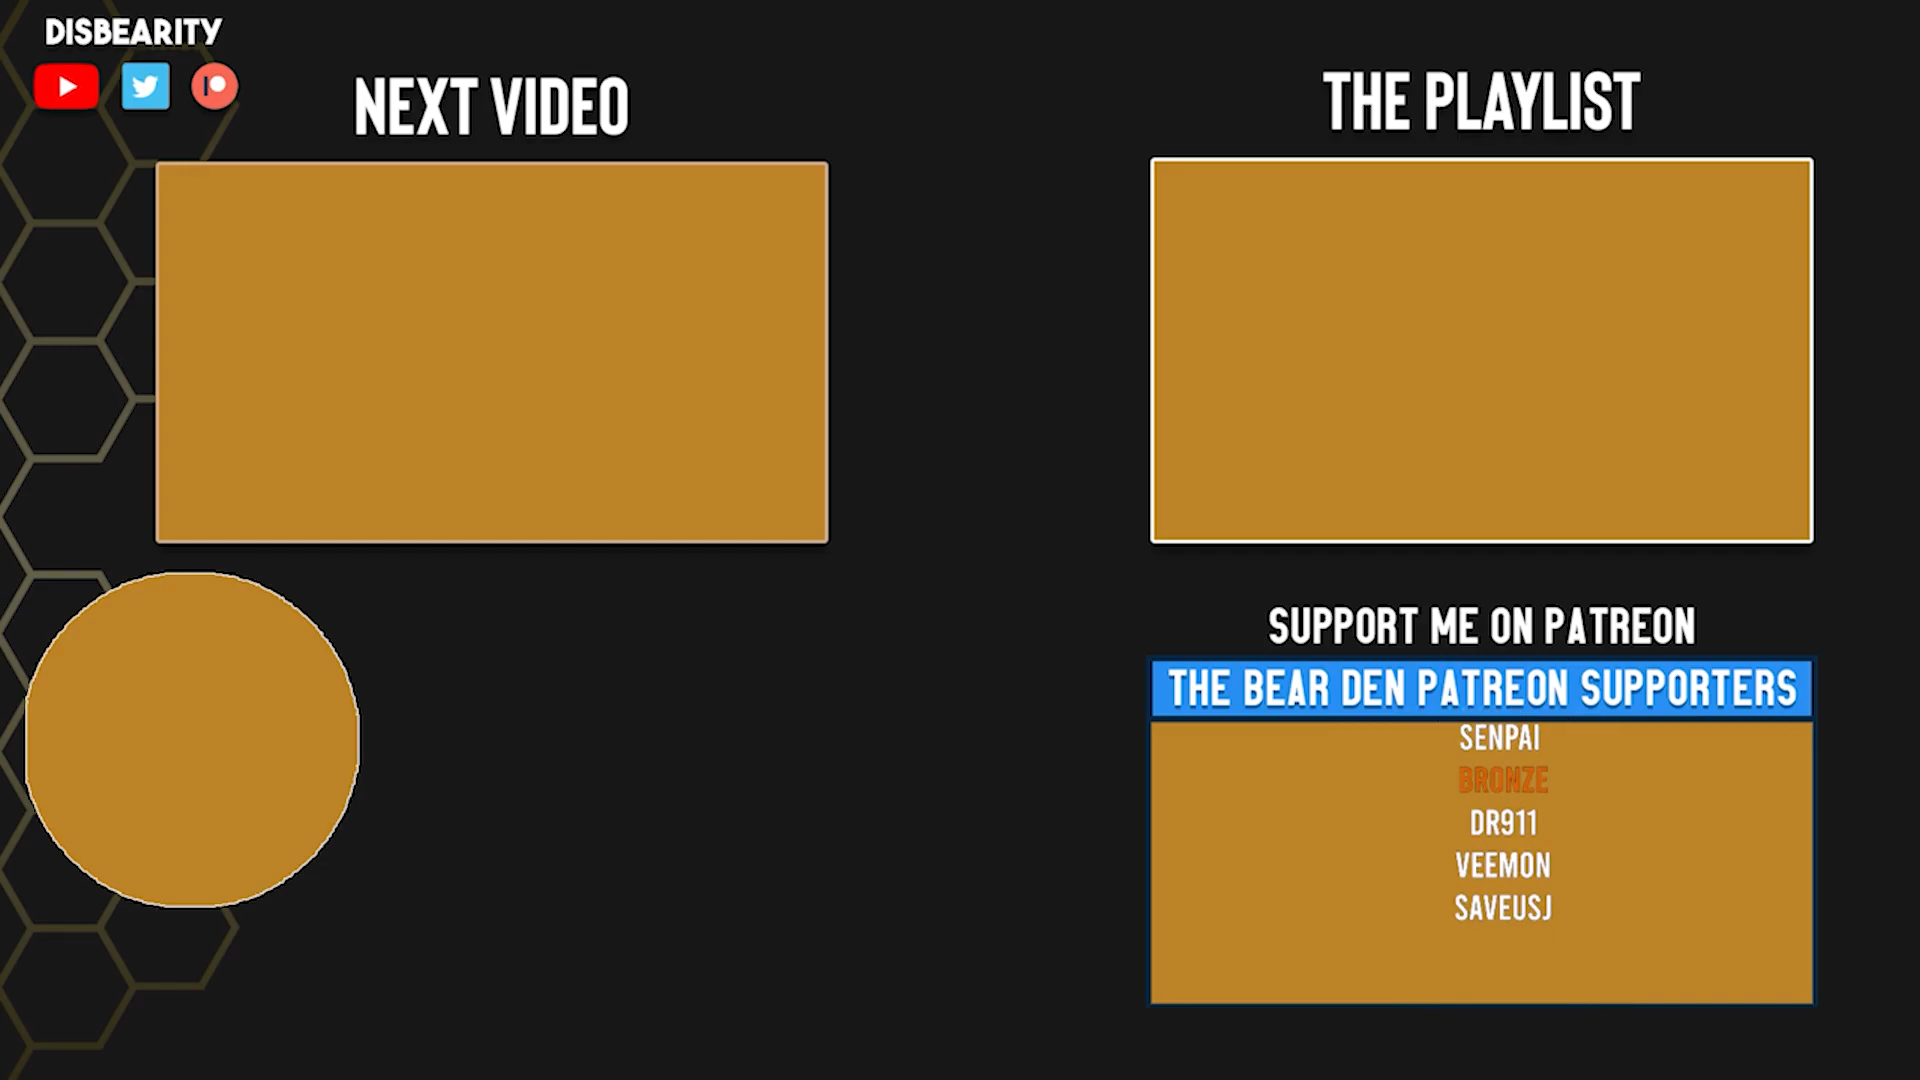 DISBEARITY
NEXT VIDEO
THE PLAYLIST
SUPPORT ME ON PATREON
THE BEAR DEN PATREON SUPPORTERS
SENPAI
BRONZE
DR911
VEEMON
SAVEUSJ